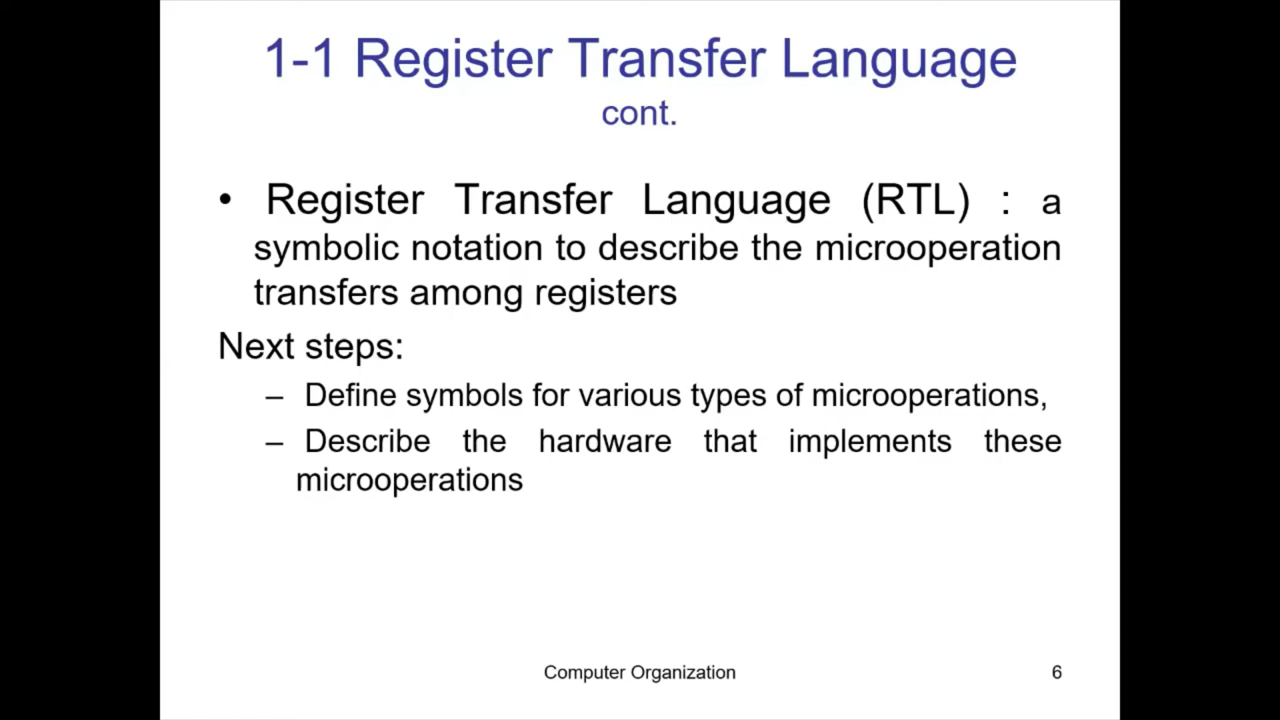 1-1 Register Transfer Language
cont.
• Register Transfer Language (RTL) : a
symbolic notation to describe the microoperation
transfers among registers
Next steps:
– Define symbols for various types of microoperations,
– Describe the hardware that implements these
microoperations
Computer Organization 6